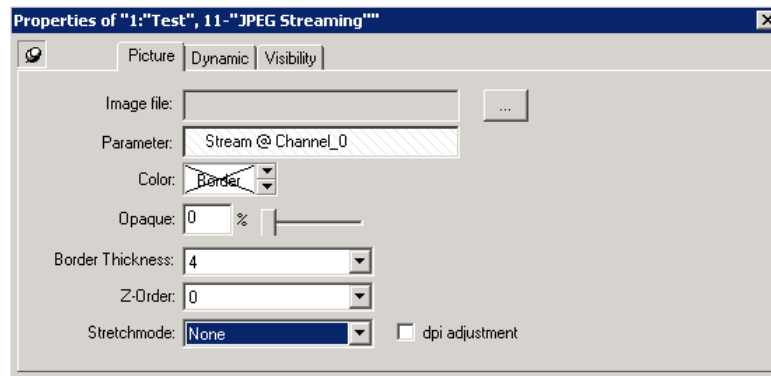 Properties of "1:"Test", 11-"JPEG Streaming""
Picture Dynamic Visibility
Image file: ...
Parameter: Stream @ Channel_0
Color: Border
Opaque: 0 %
Border Thickness: 4
Z-Order: 0
Stretchmode: None dpi adjustment